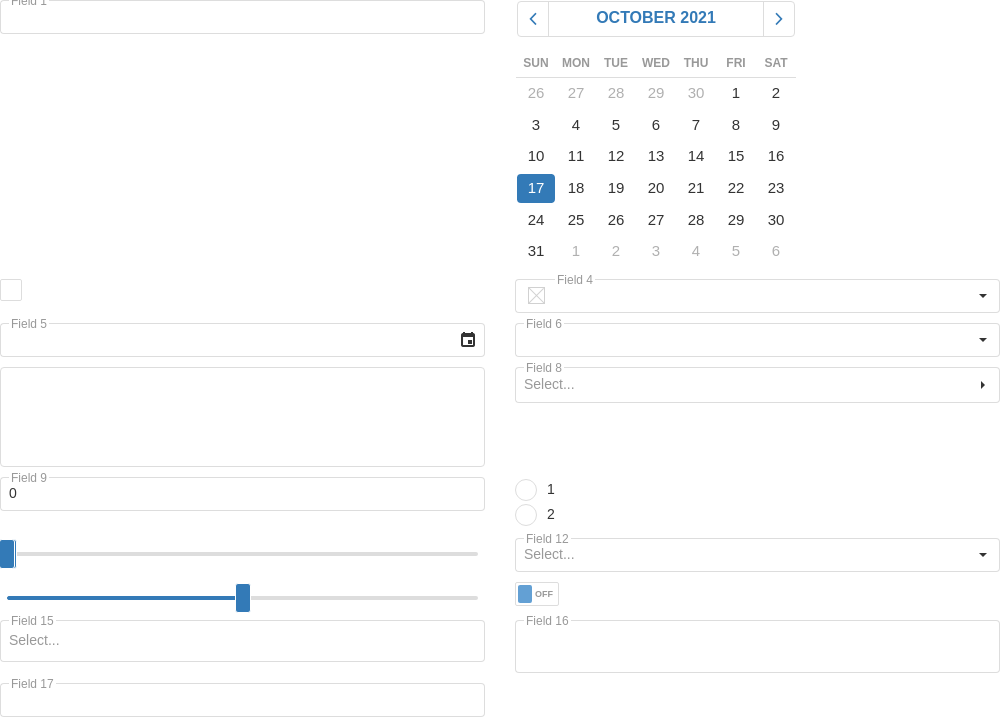 Field 1
OCTOBER 2021
SUN MON TUE WED THU FRI SAT
26 27 28 29 30 1 2
3 4 5 6 7 8 9
10 11 12 13 14 15 16
17 18 19 20 21 22 23
24 25 26 27 28 29 30
31 1 2 3 4 5 6
Field 4
Field 5
Field 6
Field 8
Select...
Field 9
0
1
2
Field 12
Select...
OFF
Field 15
Select...
Field 16
Field 17